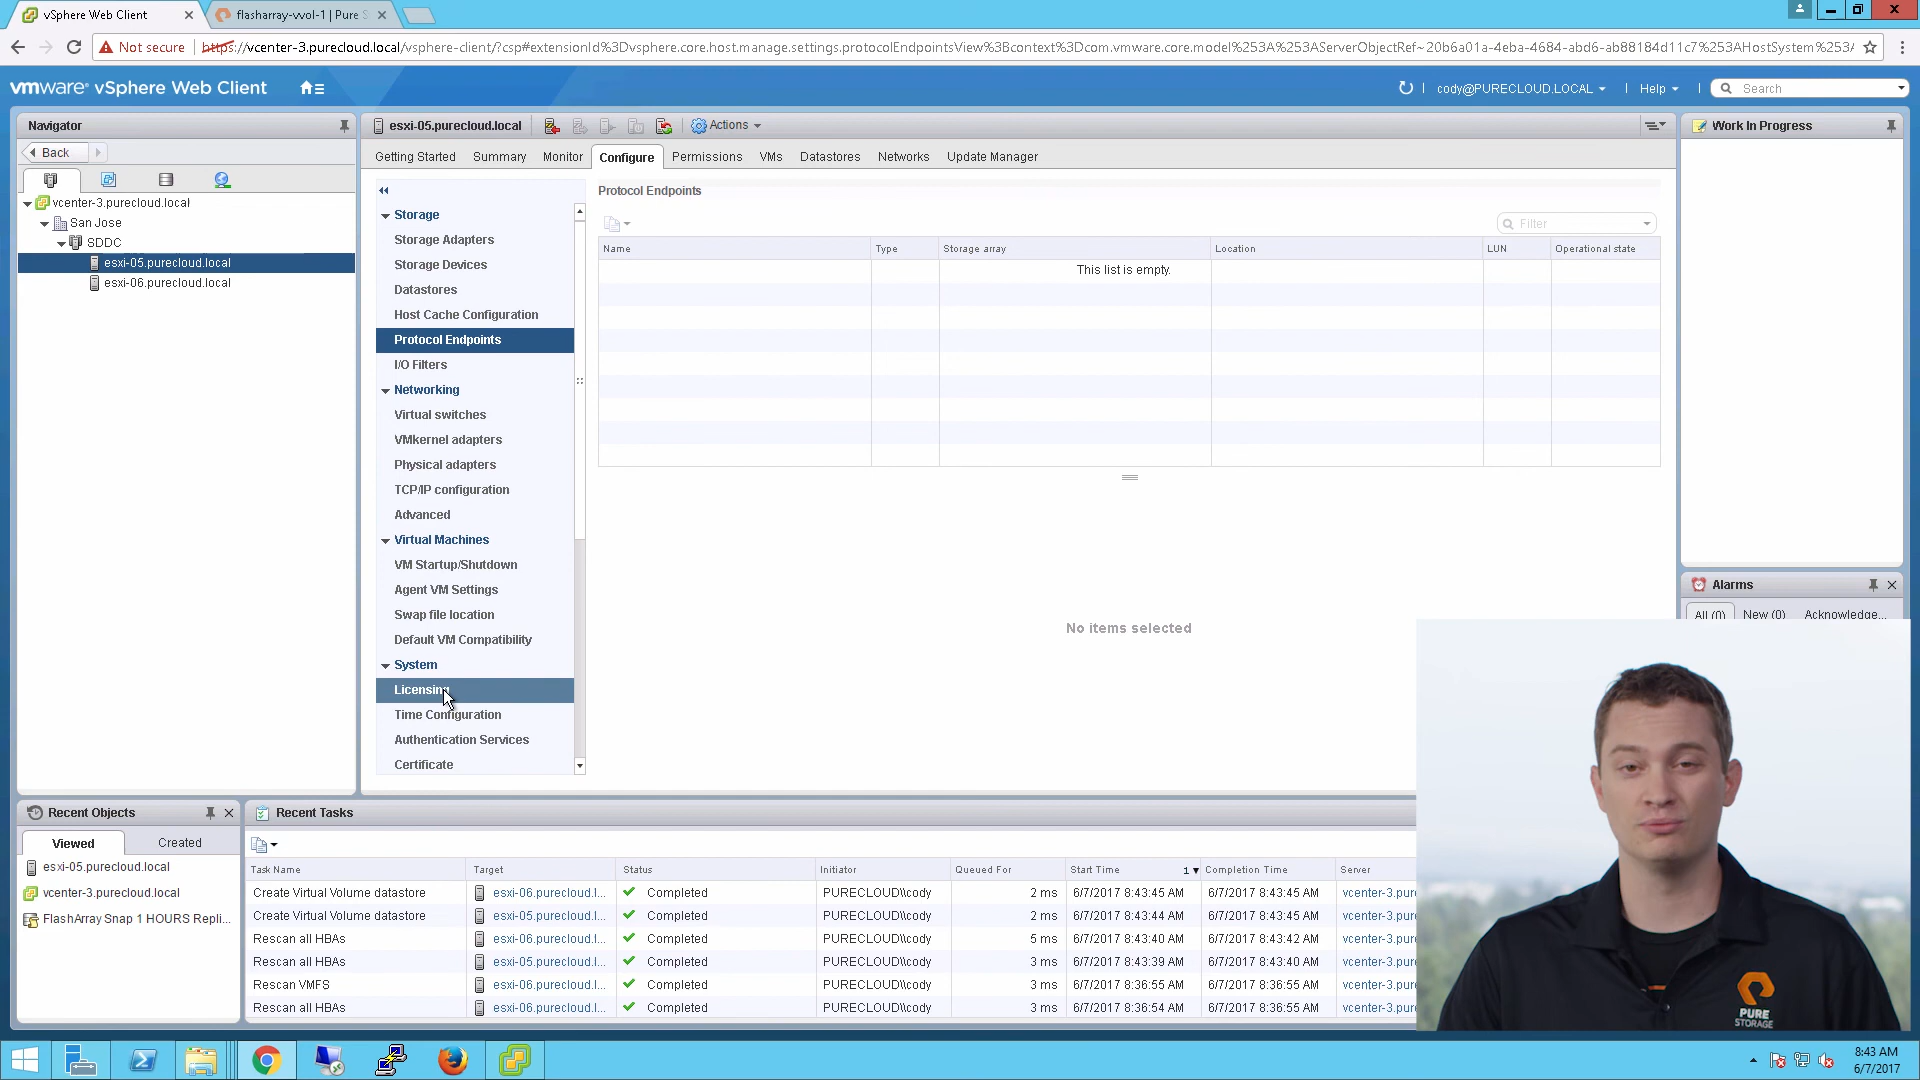 vSphere Web Client
flasharray-vvol-1 | Pure S
Not secure | https://vcenter-3.purecloud.local/vsphere-client/?csp#extensionId%3Dvsphere.core.host.manage.settings.protocolEndpointsView%3Bcontext%3Dcom.vmware.core.model%253A%253AServerObjectRef~20b6a01a-4eba-4684-abd6-ab88184d11c7%253AHostSystem%253A
vmware® vSphere Web Client
cody@PURECLOUD.LOCAL
Help
Search
Navigator
Back
vcenter-3.purecloud.local
San Jose
SDDC
esxi-05.purecloud.local
esxi-06.purecloud.local
esxi-05.purecloud.local
Actions
Getting Started Summary Monitor Configure Permissions VMs Datastores Networks Update Manager
Storage
Storage Adapters
Storage Devices
Datastores
Host Cache Configuration
Protocol Endpoints
I/O Filters
Networking
Virtual switches
VMkernel adapters
Physical adapters
TCP/IP configuration
Advanced
Virtual Machines
VM Startup/Shutdown
Agent VM Settings
Swap file location
Default VM Compatibility
System
Licensing
Time Configuration
Authentication Services
Certificate
Protocol Endpoints
Filter
Name Type Storage array Location LUN Operational state
This list is empty.
No items selected
Work In Progress
Alarms
All (0) New (0) Acknowledge...
Recent Objects
Viewed Created
esxi-05.purecloud.local
vcenter-3.purecloud.local
FlashArray Snap 1 HOURS Repli...
Recent Tasks
Task Name Target Status Initiator Queued For Start Time 1 Completion Time Server
Create Virtual Volume datastore esxi-06.purecloud.l... Completed PURECLOUD\\cody 2 ms 6/7/2017 8:43:45 AM 6/7/2017 8:43:45 AM vcenter-3.pure
Create Virtual Volume datastore esxi-05.purecloud.l... Completed PURECLOUD\\cody 2 ms 6/7/2017 8:43:44 AM 6/7/2017 8:43:45 AM vcenter-3.pure
Rescan all HBAs esxi-06.purecloud.l... Completed PURECLOUD\\cody 5 ms 6/7/2017 8:43:40 AM 6/7/2017 8:43:42 AM vcenter-3.pure
Rescan all HBAs esxi-05.purecloud.l... Completed PURECLOUD\\cody 3 ms 6/7/2017 8:43:39 AM 6/7/2017 8:43:40 AM vcenter-3.pure
Rescan VMFS esxi-06.purecloud.l... Completed PURECLOUD\\cody 3 ms 6/7/2017 8:36:55 AM 6/7/2017 8:36:55 AM vcenter-3.pure
Rescan all HBAs esxi-06.purecloud.l... Completed PURECLOUD\\cody 3 ms 6/7/2017 8:36:54 AM 6/7/2017 8:36:55 AM vcenter-3.pure
PURE
STORAGE
8:43 AM
6/7/2017